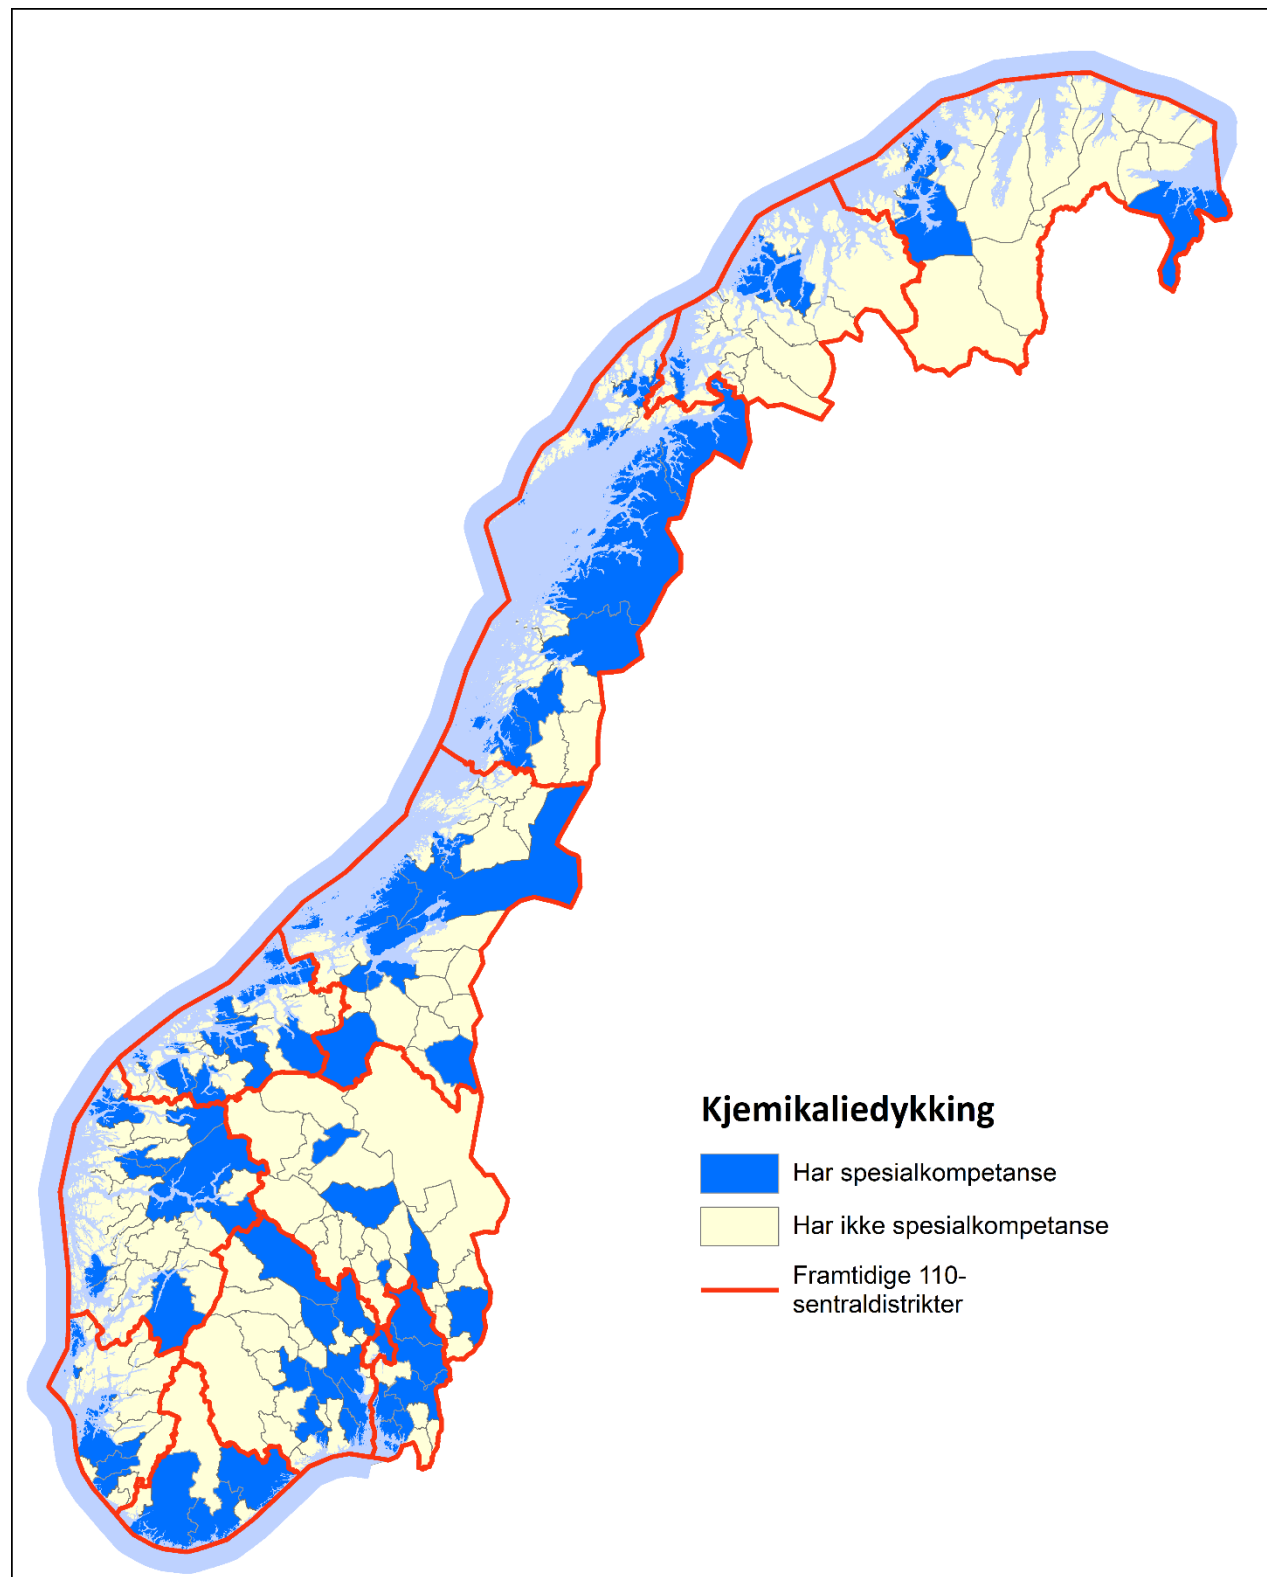 Kjemikaliedykking
Har spesialkompetanse
Har ikke spesialkompetanse
Framtidige 110-
sentraldistrikter